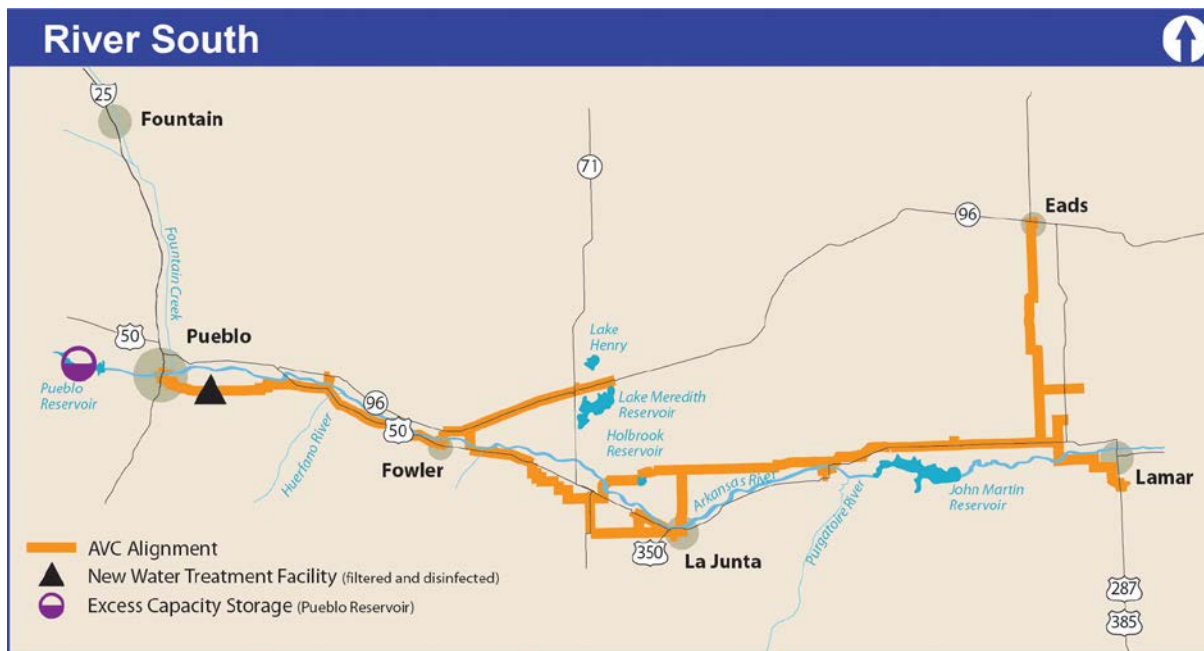 River South
25
Fountain
71
Eads
96
Fountain Creek
Lake
Henry
50
Pueblo
Pueblo
Reservoir
96
50
Lake Meredith
Reservoir
Holbrook
Reservoir
Huerfano River
Fowler
Arkansas River
Lamar
John Martin
Reservoir
Purgatoire River
AVC Alignment
350
La Junta
New Water Treatment Facility (filtered and disinfected)
287
Excess Capacity Storage (Pueblo Reservoir)
385